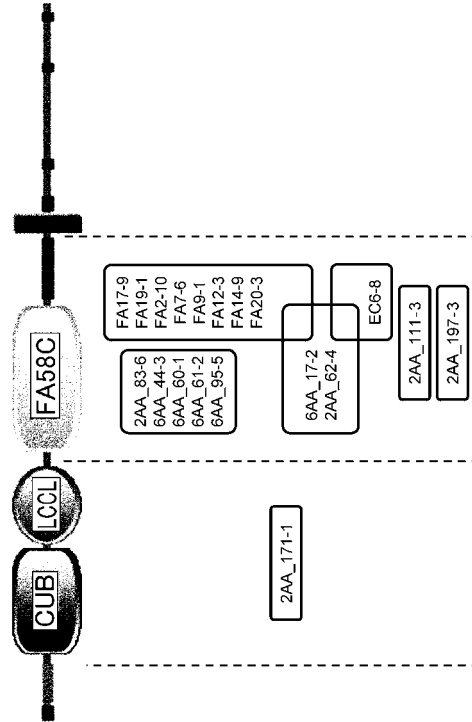 CUB
LCCL
FA58C
2AA_171-1
2AA_83-6
6AA_44-3
6AA_60-1
6AA_61-2
6AA_95-5
FA17-9
FA19-1
FA2-10
FA7-6
FA9-1
FA12-3
FA14-9
FA20-3
6AA_17-2
2AA_62-4
EC6-8
2AA_111-3
2AA_197-3